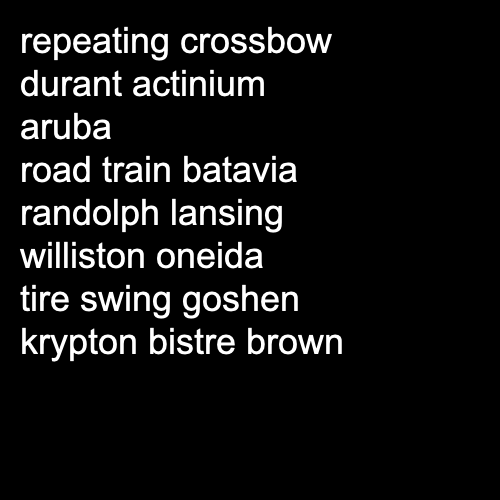 repeating crossbow
durant actinium
aruba
road train batavia
randolph lansing
williston oneida
tire swing goshen
krypton bistre brown